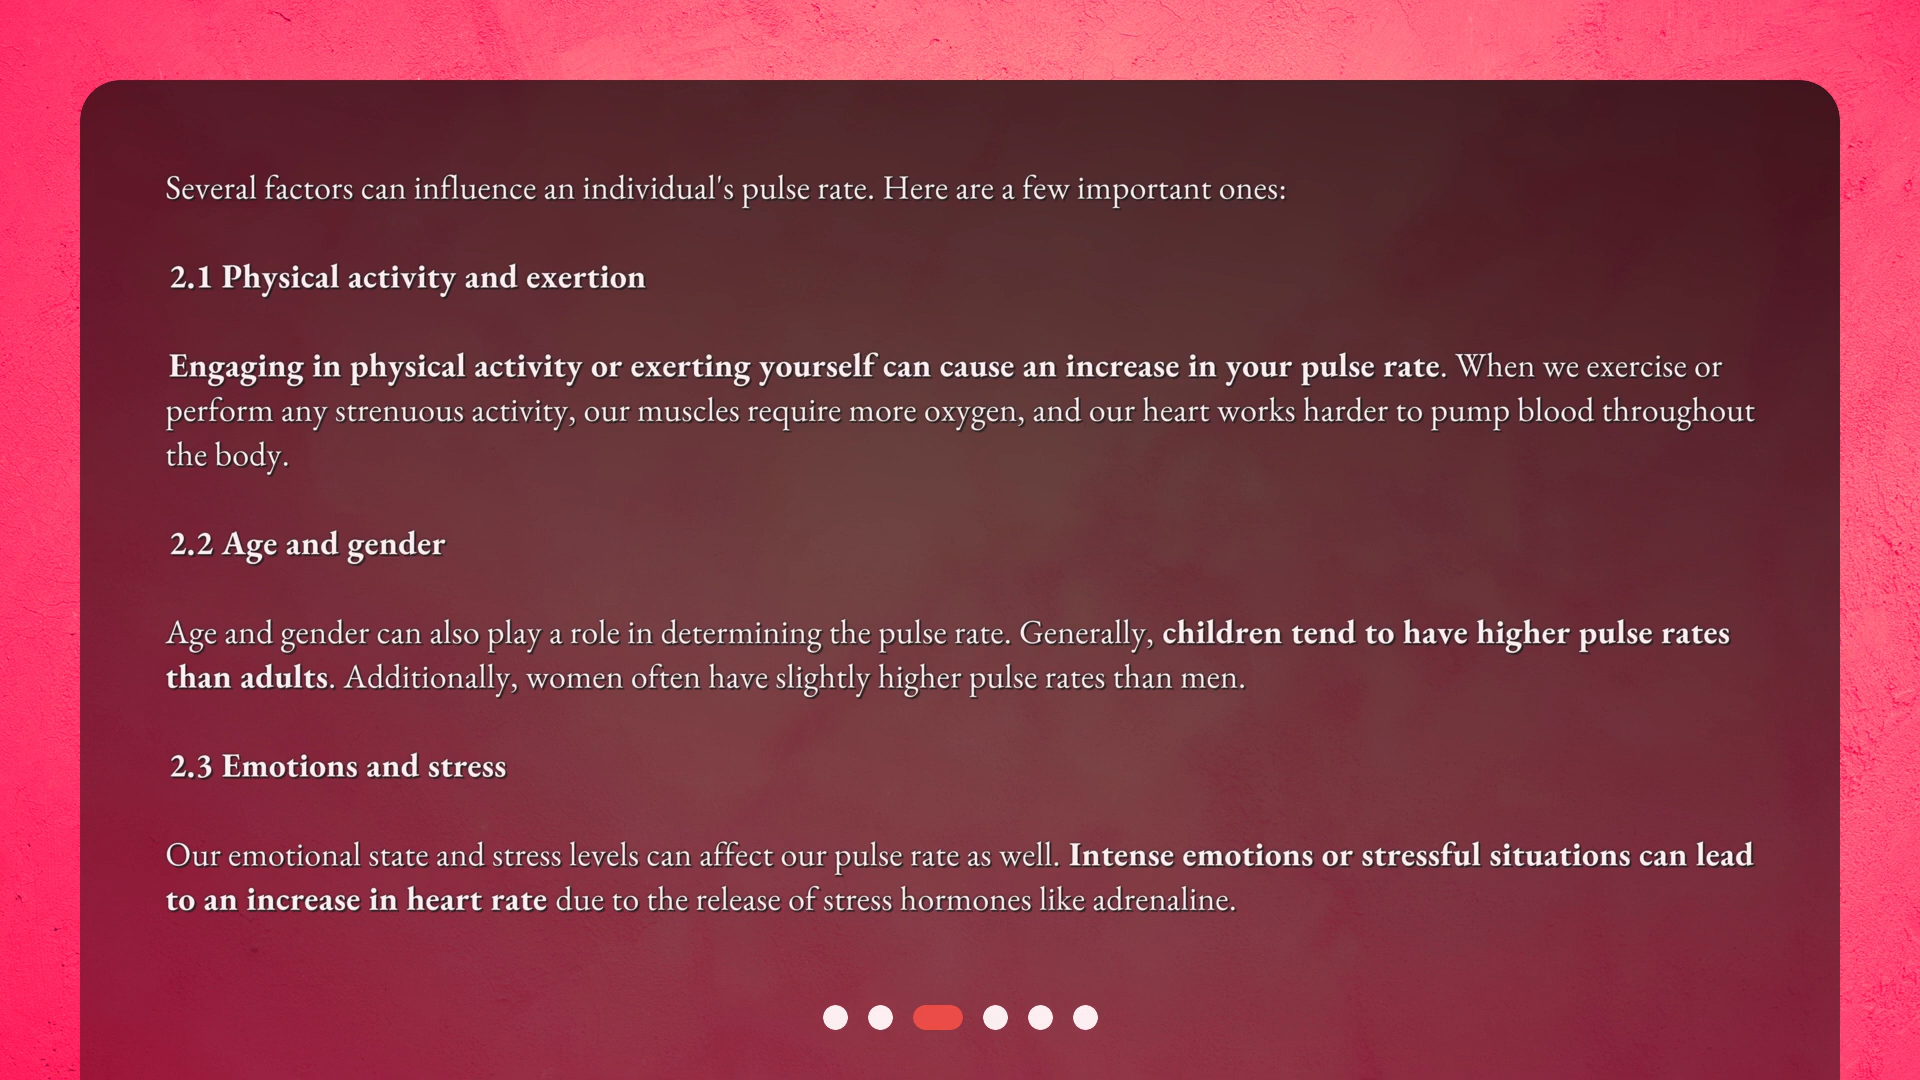 Several factors can influence an individual's pulse rate. Here are a few important ones:
2.1 Physical activity and exertion
Engaging in physical activity or exerting yourself can cause an increase in your pulse rate. When we exercise or
perform any strenuous activity, our muscles require more oxygen, and our heart works harder to pump blood throughout
the body.
2.2 Age and gender
Age and gender can also play a role in determining the pulse rate. Generally, children tend to have higher pulse rates
than adults. Additionally, women often have slightly higher pulse rates than men.
2.3 Emotions and stress
Our emotional state and stress levels can affect our pulse rate as well. Intense emotions or stressful situations can lead
to an increase in heart rate due to the release of stress hormones like adrenaline.